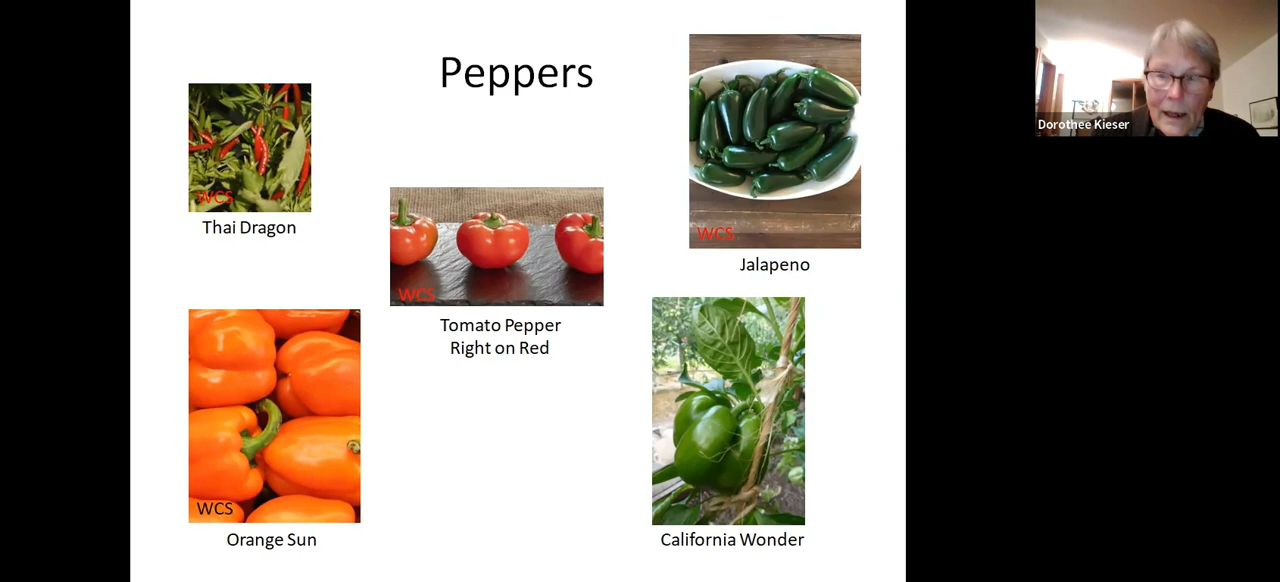 Peppers
WCS
Thai Dragon
WCS
Tomato Pepper
Right on Red
WCS
Jalapeno
WCS
Orange Sun
California Wonder
Dorothee Kieser